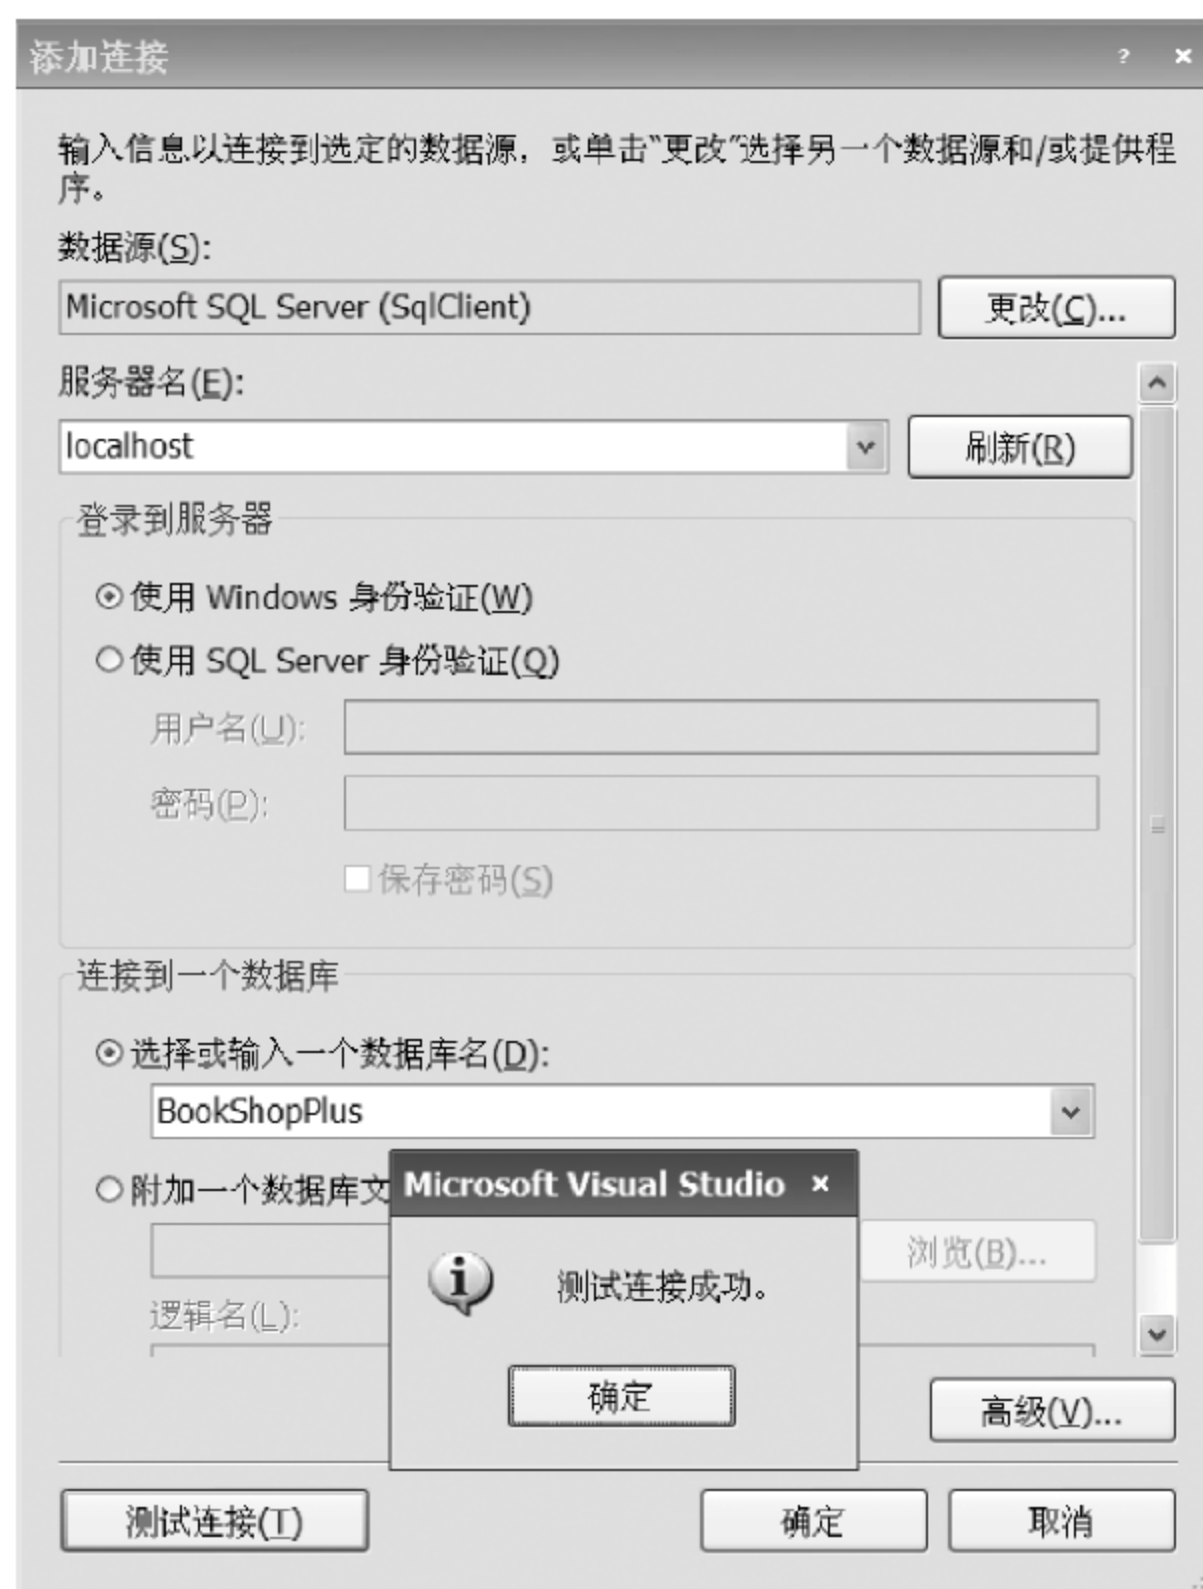 添加连接
输入信息以连接到选定的数据源，或单击“更改”选择另一个数据源和/或提供程
序。
数据源(S):
Microsoft SQL Server (SqlClient)
更改(C)...
服务器名(E):
localhost
刷新(R)
登录到服务器
使用 Windows 身份验证(W)
使用 SQL Server 身份验证(Q)
用户名(U):
密码(P):
保存密码(S)
连接到一个数据库
选择或输入一个数据库名(D):
BookShopPlus
附加一个数据库文
Microsoft Visual Studio
浏览(B)...
测试连接成功。
逻辑名(L):
确定
高级(V)...
测试连接(T)
确定
取消